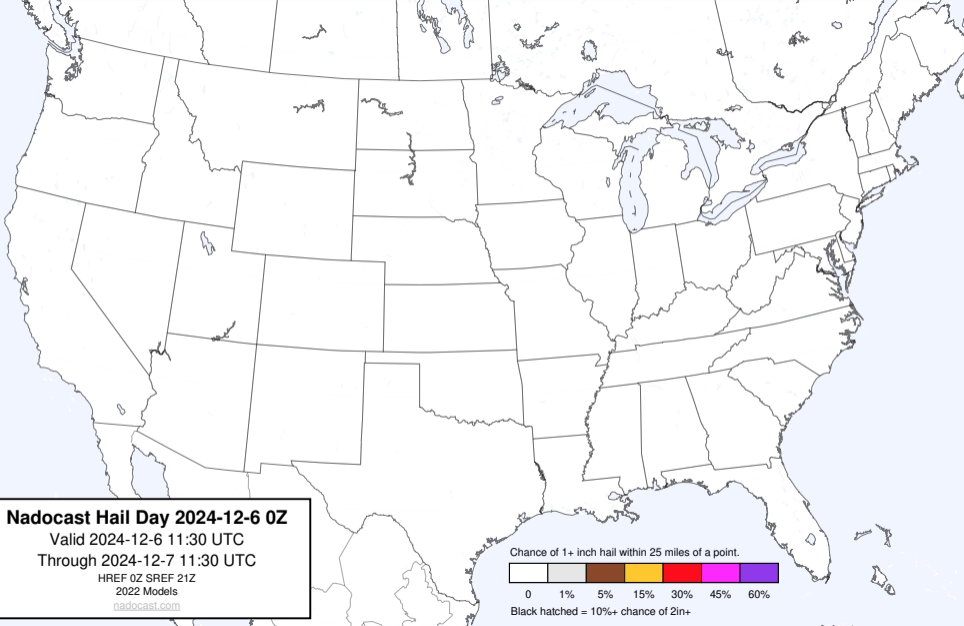 Nadocast Hail Day 2024-12-6 0Z
Valid 2024-12-6 11:30 UTC
Through 2024-12-7 11:30 UTC
HREF 0Z SREF 21Z
2022 Models
nadocast.com
Chance of 1+ inch hail within 25 miles of a point.
0 1% 5% 15% 30% 45% 60%
Black hatched = 10%+ chance of 2in+